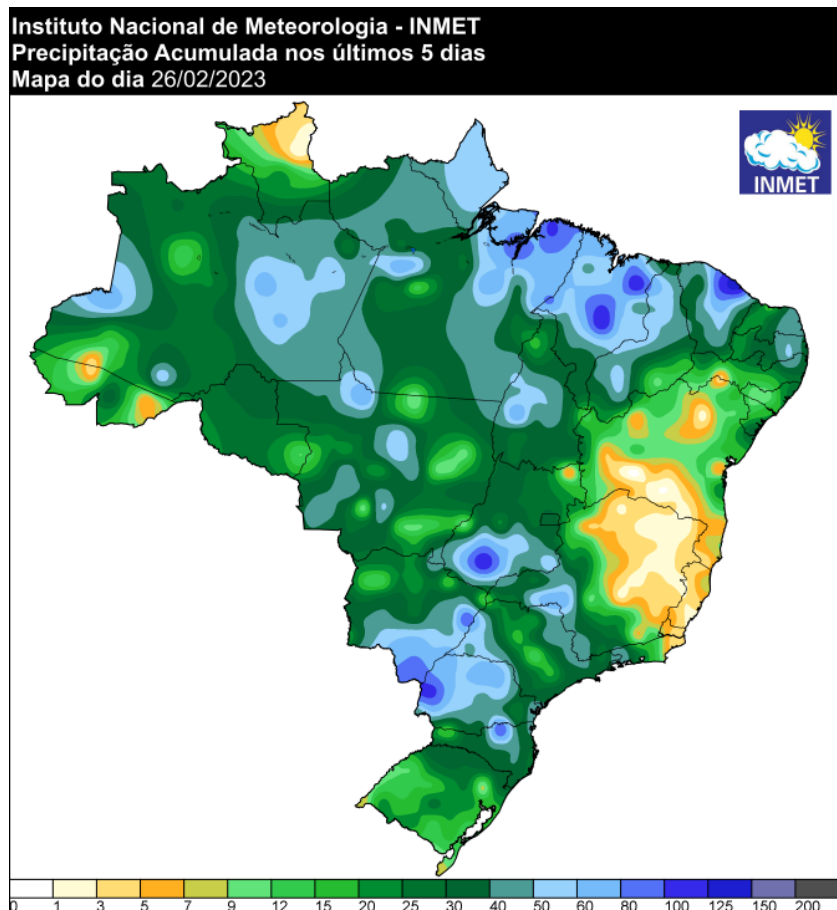 Instituto Nacional de Meteorologia - INMET
Precipitação Acumulada nos últimos 5 dias
Mapa do dia 26/02/2023
INMET
0 1 3 5 7 9 12 15 20 25 30 40 50 60 80 100 125 150 200